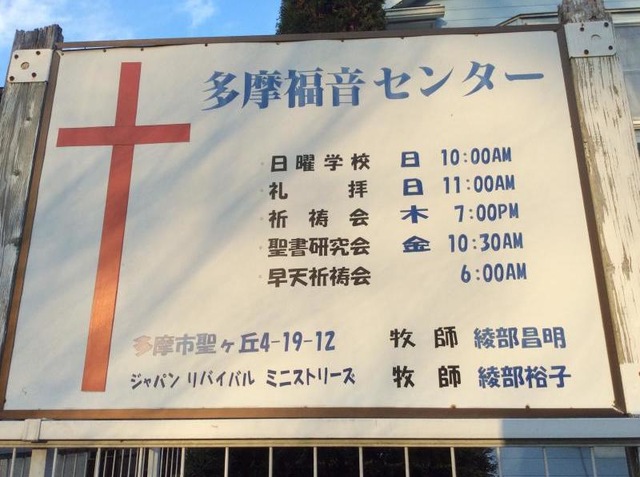 多摩福音センター
日曜学校 日 10:00AM
礼拝 日 11:00AM
祈祷会 木 7:00PM
聖書研究会 金 10:30AM
早天祈祷会 6:00AM
多摩市聖ヶ丘4-19-12 牧師 綾部昌明
ジャパン リバイバル ミニストリーズ 牧師 綾部裕子